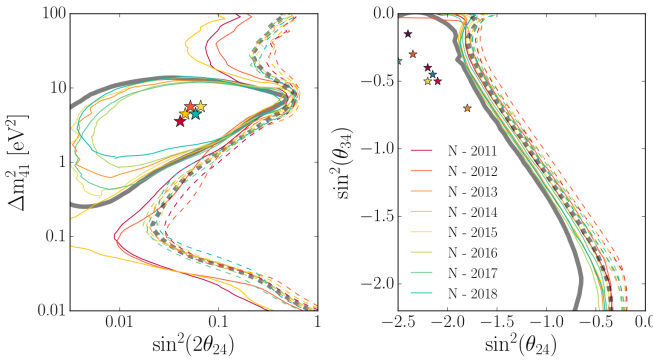 100
10
1
0.1
0.01
Δm²₄₁ [eV²]
0.01
0.1
1
sin²(2θ₂₄)
0.0
−0.5
−1.0
−1.5
−2.0
sin²(θ₃₄)
N - 2011
N - 2012
N - 2013
N - 2014
N - 2015
N - 2016
N - 2017
N - 2018
-2.5 -2.0 −1.5 −1.0 −0.5 0.0
sin²(θ₂₄)